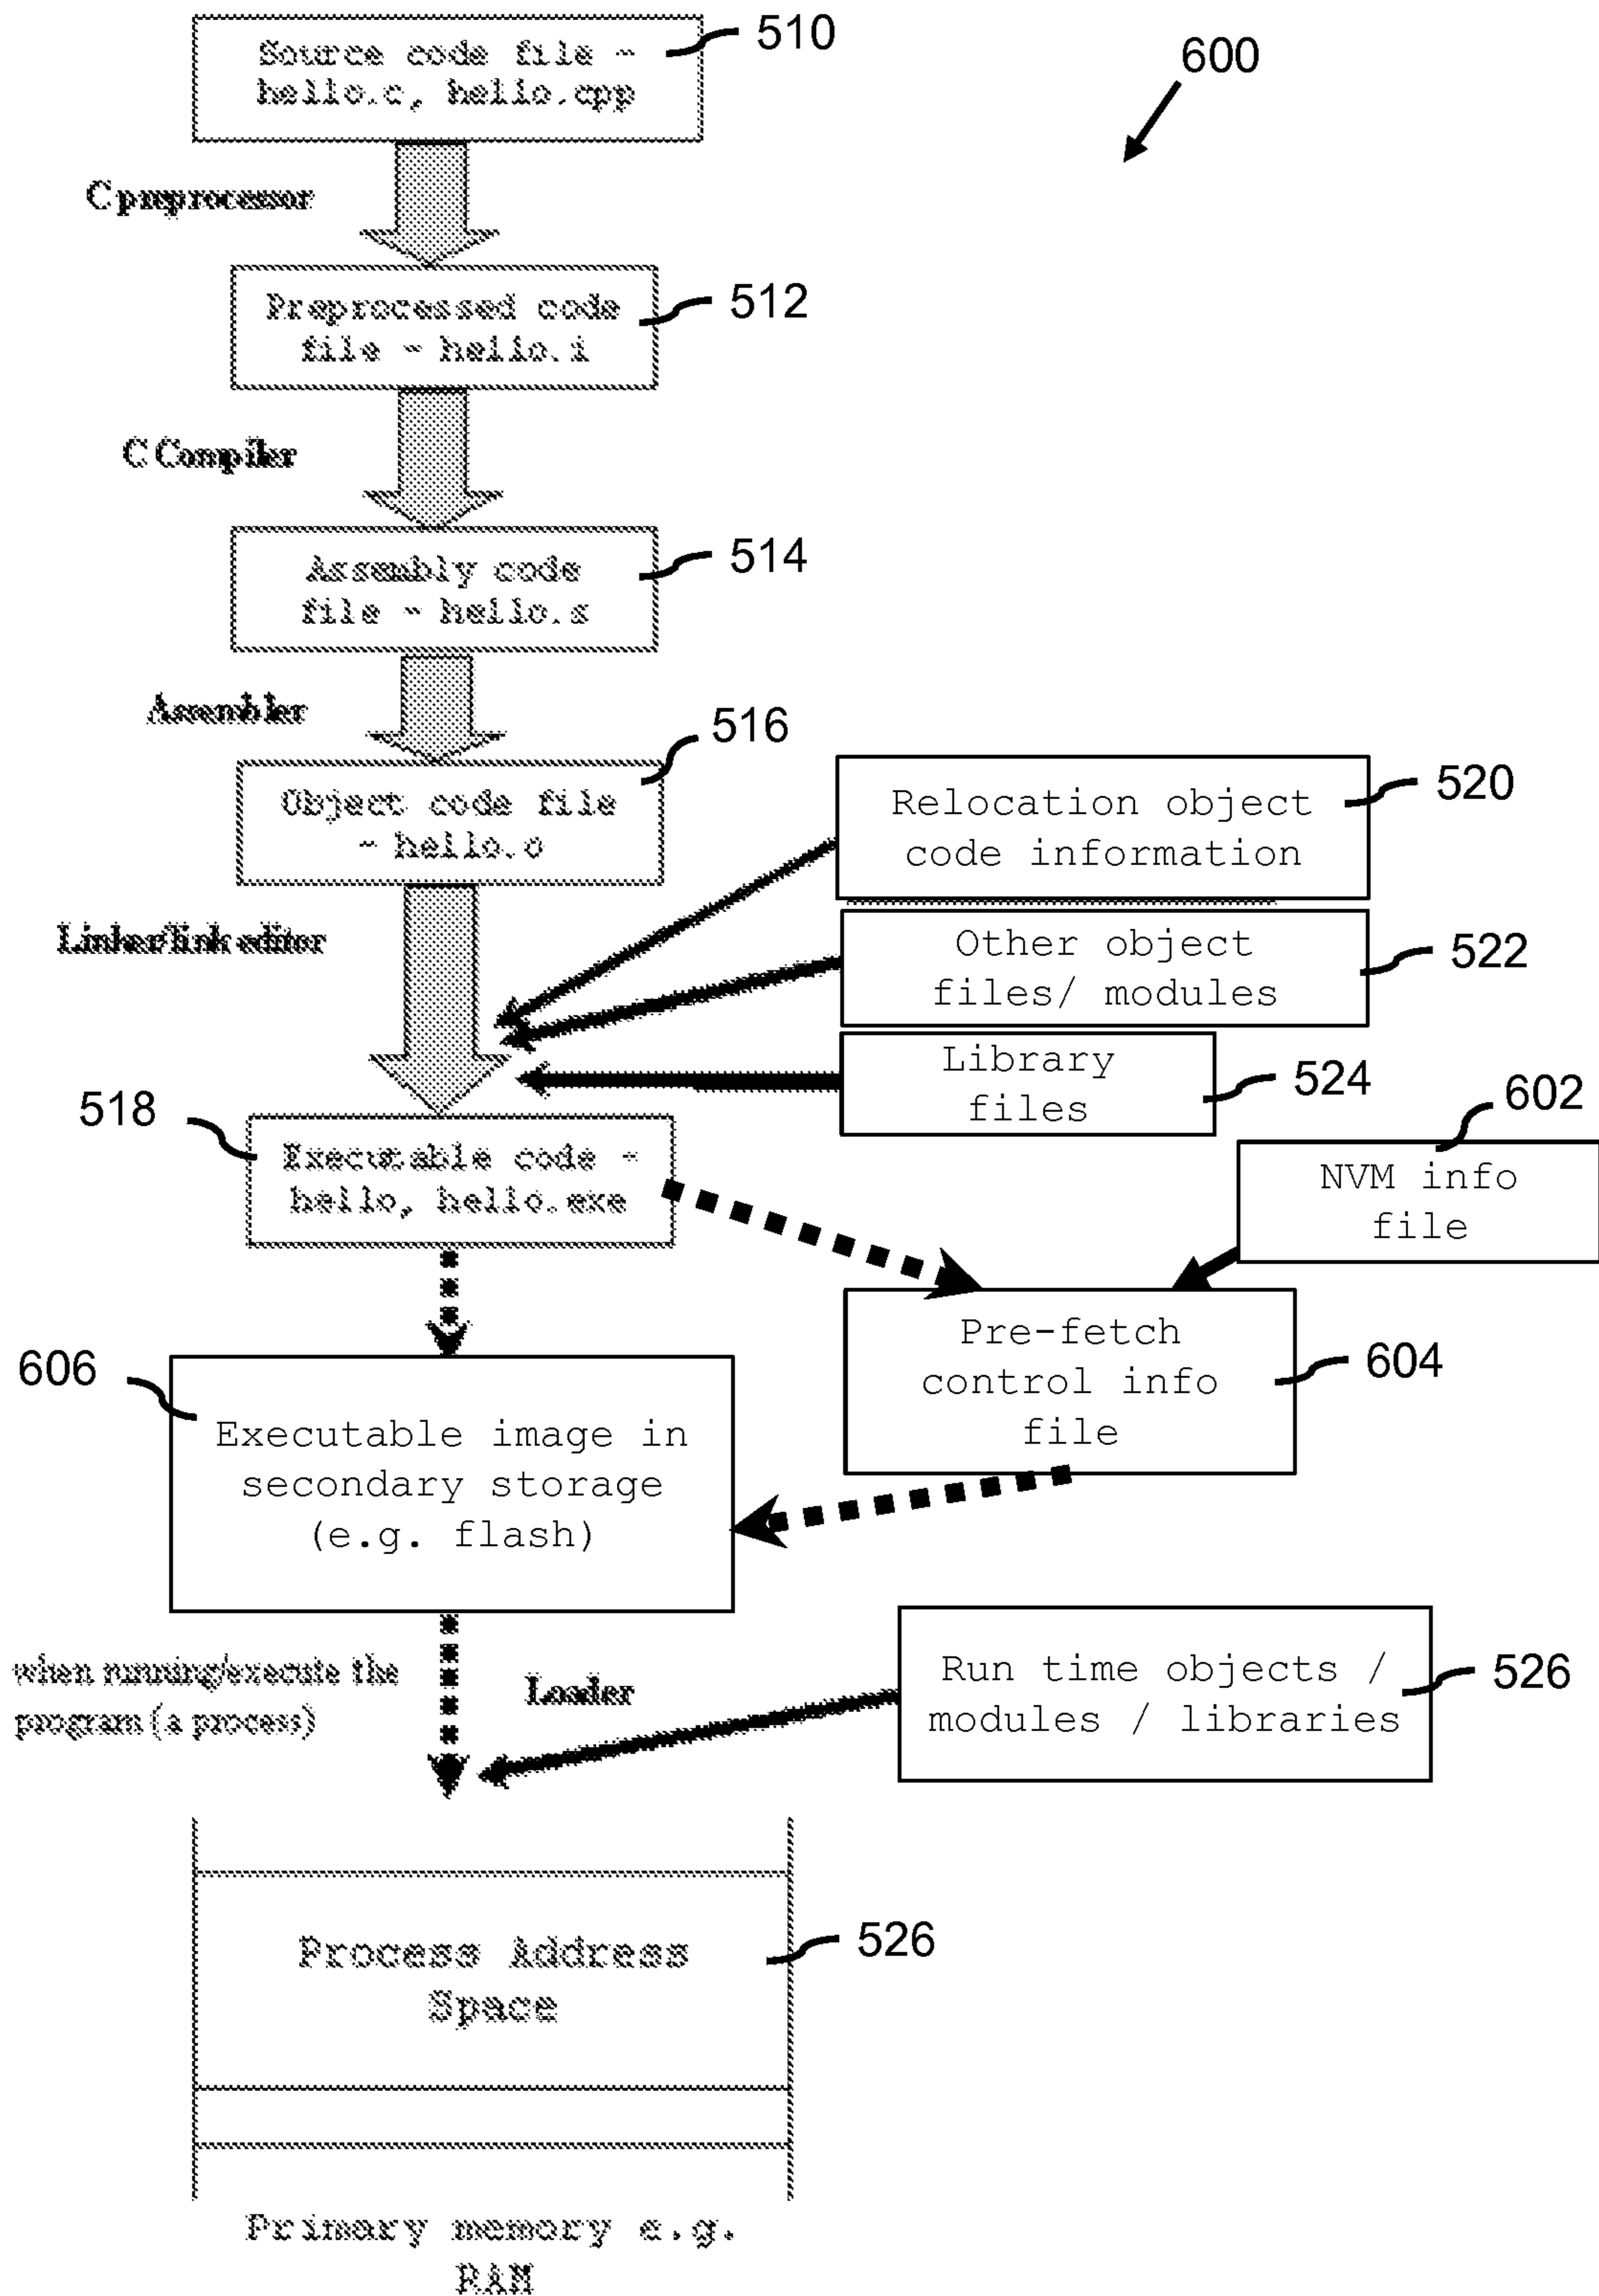 510
Source code file -
hello.c, hello.cpp
600
C preprocessor
512
Preprocessed code
file - hello.i
C Compiler
514
Assembly code
file - hello.s
Assembler
516
Object code file
- hello.o
520
Relocation object
code information
Linker/link editor
522
Other object
files/ modules
524
Library
files
518
602
Executable code -
hello, hello.exe
NVM info
file
606
604
Pre-fetch
control info
file
Executable image in
secondary storage
(e.g. flash)
when running/execute the
program (a process)
Loader
526
Run time objects /
modules / libraries
526
Process Address
Space
Primary memory e.g.
RAM